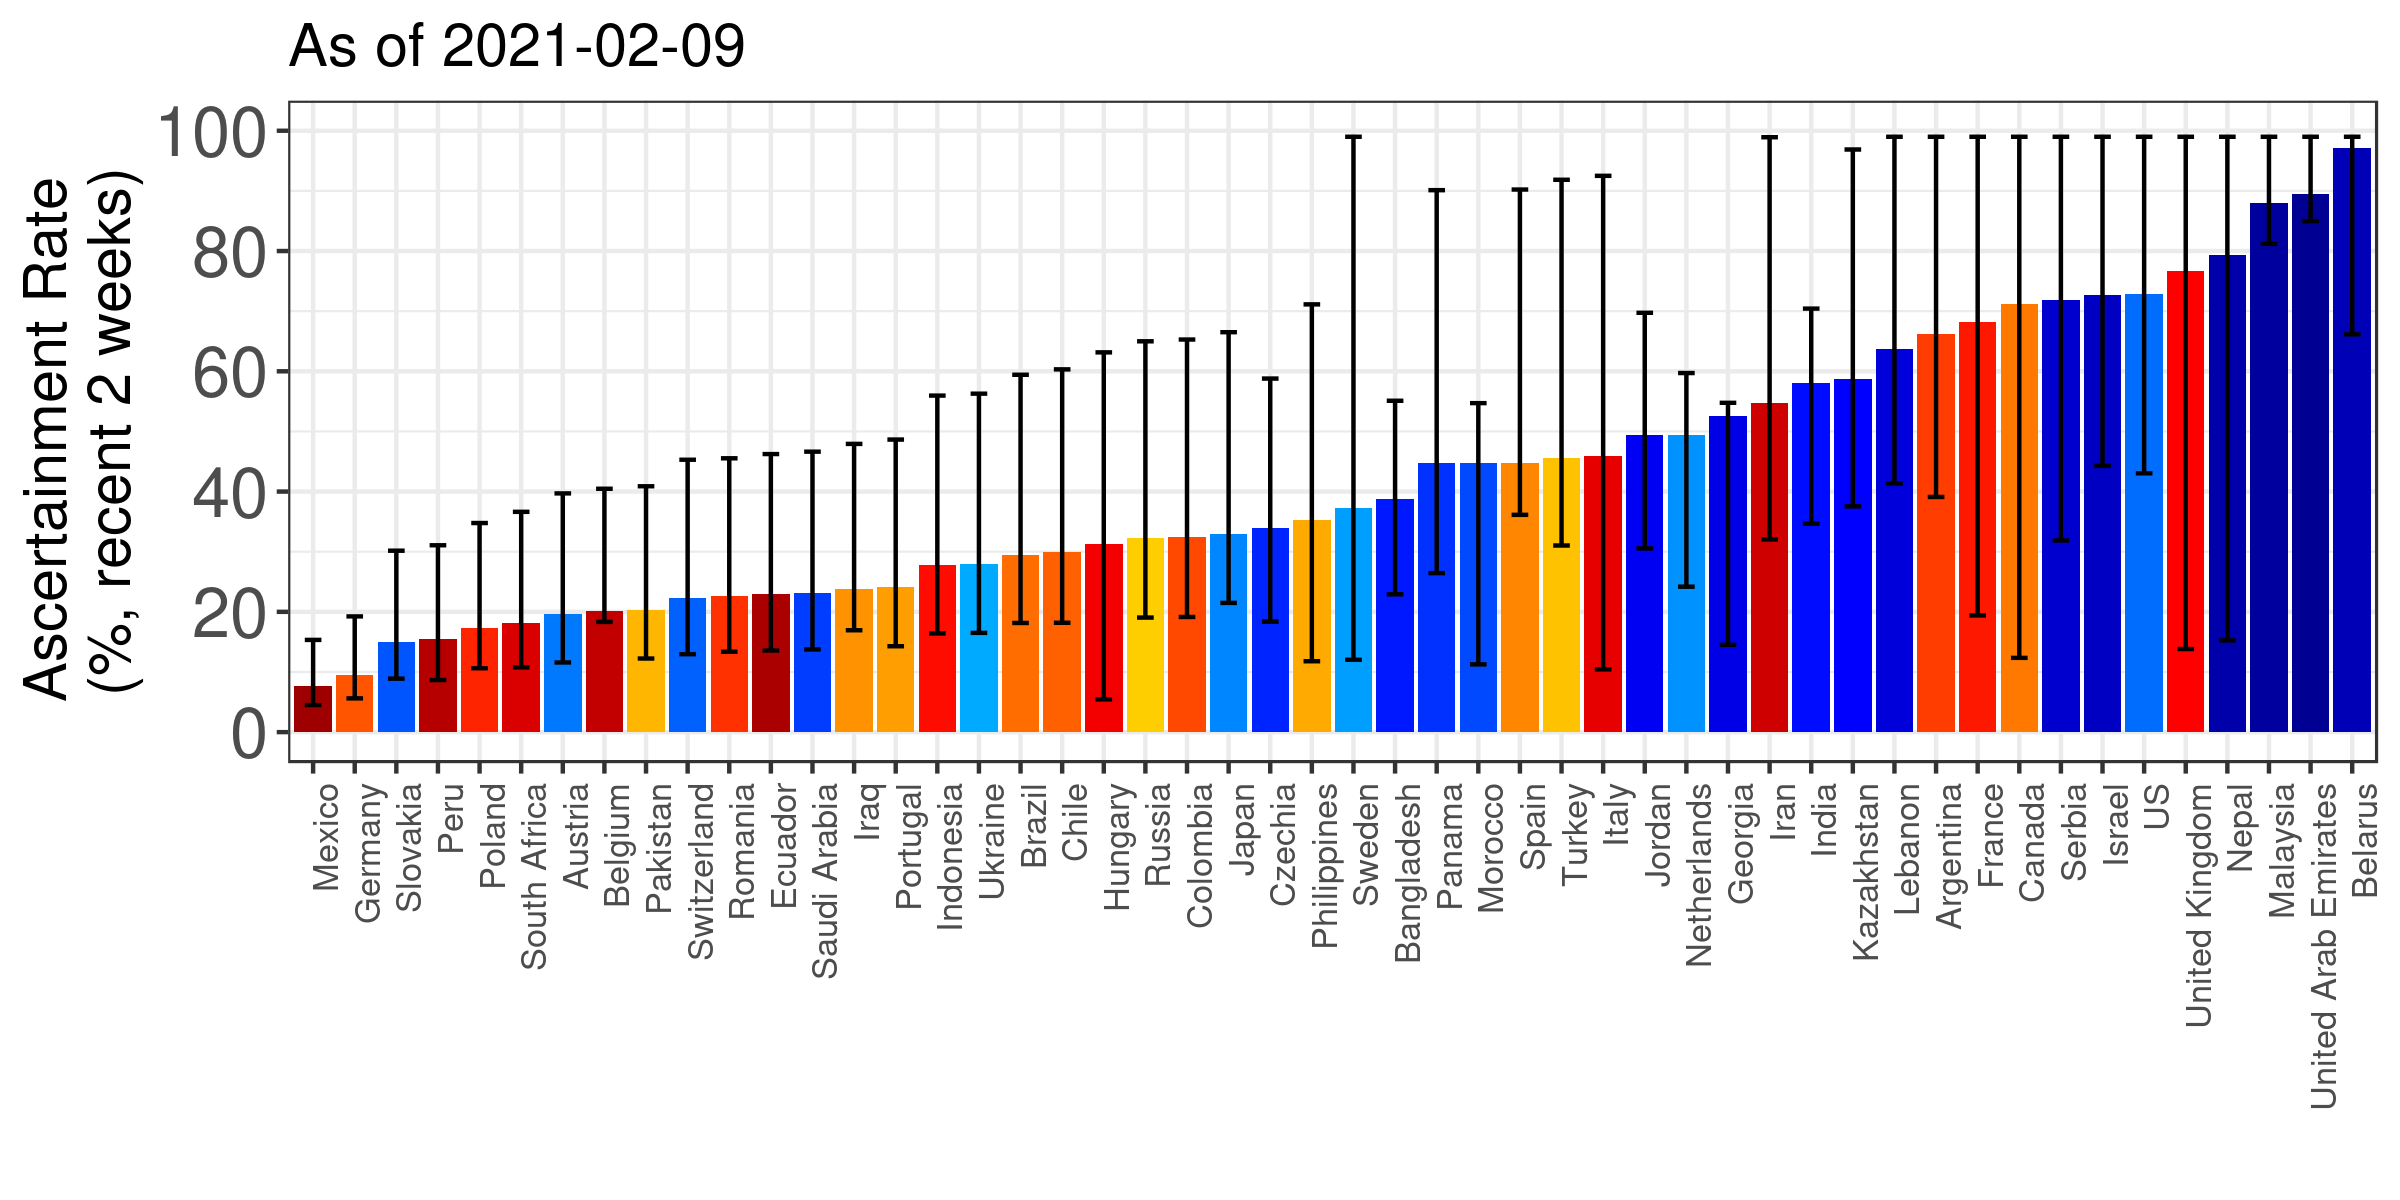 As of 2021-02-09
Ascertainment Rate
(%, recent 2 weeks)
100
80
60
40
20
0
Mexico
Germany
Slovakia
Peru
Poland
South Africa
Austria
Belgium
Pakistan
Switzerland
Romania
Ecuador
Saudi Arabia
Iraq
Portugal
Indonesia
Ukraine
Brazil
Chile
Hungary
Russia
Colombia
Japan
Czechia
Philippines
Sweden
Bangladesh
Panama
Morocco
Spain
Turkey
Italy
Jordan
Netherlands
Georgia
Iran
India
Kazakhstan
Lebanon
Argentina
France
Canada
Serbia
Israel
US
United Kingdom
Nepal
Malaysia
United Arab Emirates
Belarus